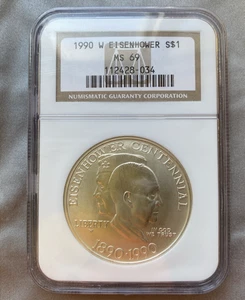 1990 W EISENHOWER S$1
MS 69
112428-034
NUMISMATIC GUARANTY CORPORATION
EISENHOWER CENTENNIAL
LIBERTY
IN GOD
WE TRUST
1890-1990